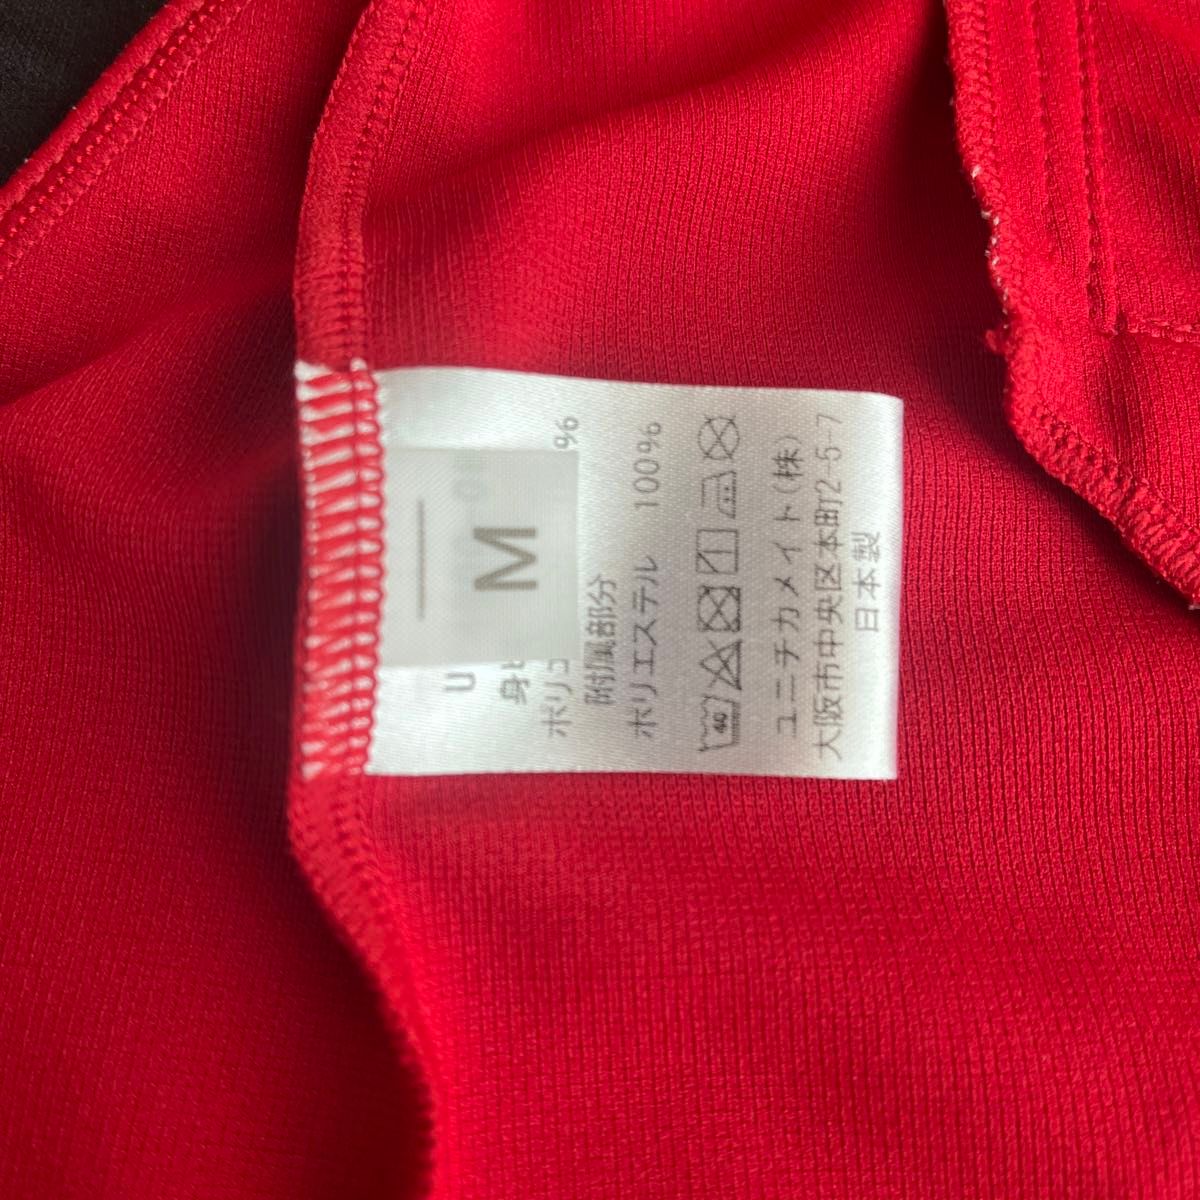 M
%
附属部分
ポリエステル 100%
40
ユニチカメイト(株)
大阪市中央区本町2-5-7
日本製